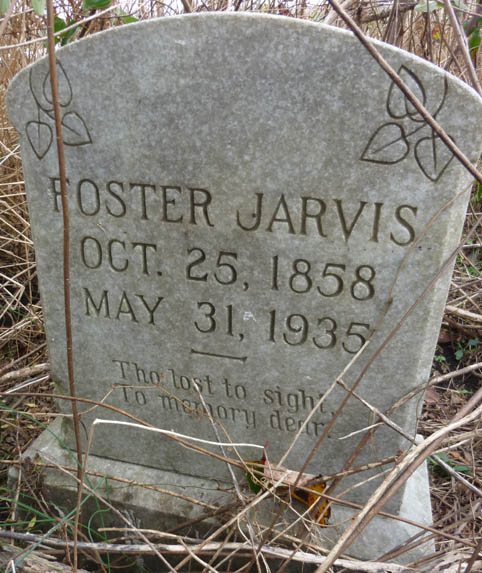 FOSTER JARVIS
OCT. 25, 1858
MAY 31, 1935
Tho lost to sight,
To memory dear.